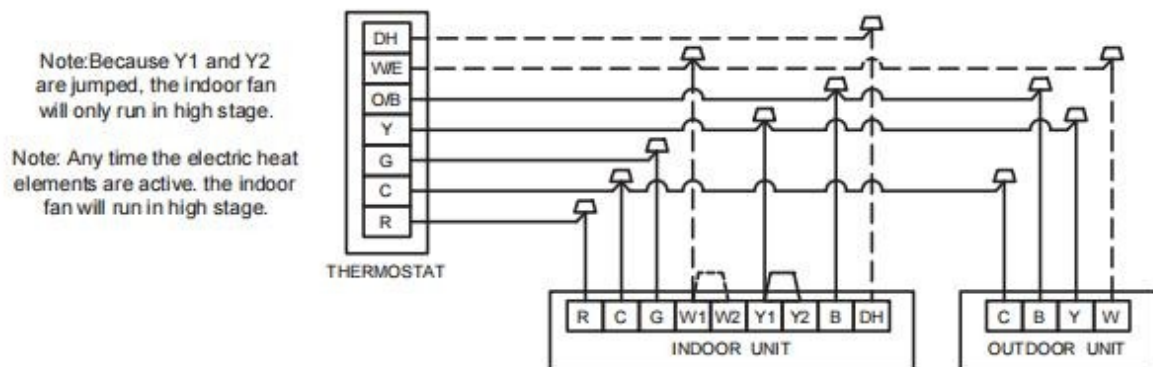 Note:Because Y1 and Y2
are jumped, the indoor fan
will only run in high stage.
Note: Any time the electric heat
elements are active. the indoor
fan will run in high stage.
DH
W/E
O/B
Y
G
C
R
THERMOSTAT
R C G W1 W2 Y1 Y2 B DH
INDOOR UNIT
C B Y W
OUTDOOR UNIT